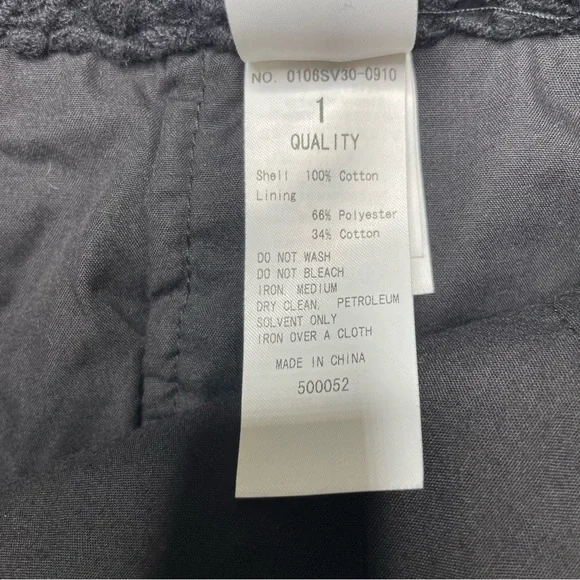 NO. 0106SV30-0910
1
QUALITY
Shell 100% Cotton
Lining
66% Polyester
34% Cotton
DO NOT WASH
DO NOT BLEACH
IRON, MEDIUM
DRY CLEAN, PETROLEUM
SOLVENT ONLY
IRON OVER A CLOTH
MADE IN CHINA
500052